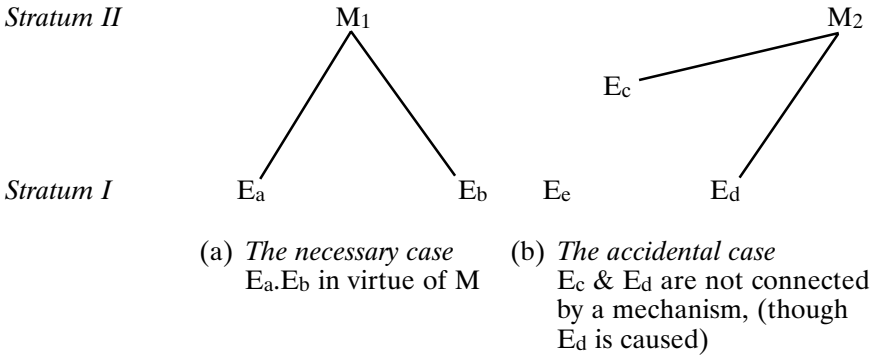 Stratum II M1 M2
Ec
Stratum I Ea Eb Ee Ed
(a) The necessary case
Ea.Eb in virtue of M
(b) The accidental case
Ec & Ed are not connected
by a mechanism, (though
Ed is caused)